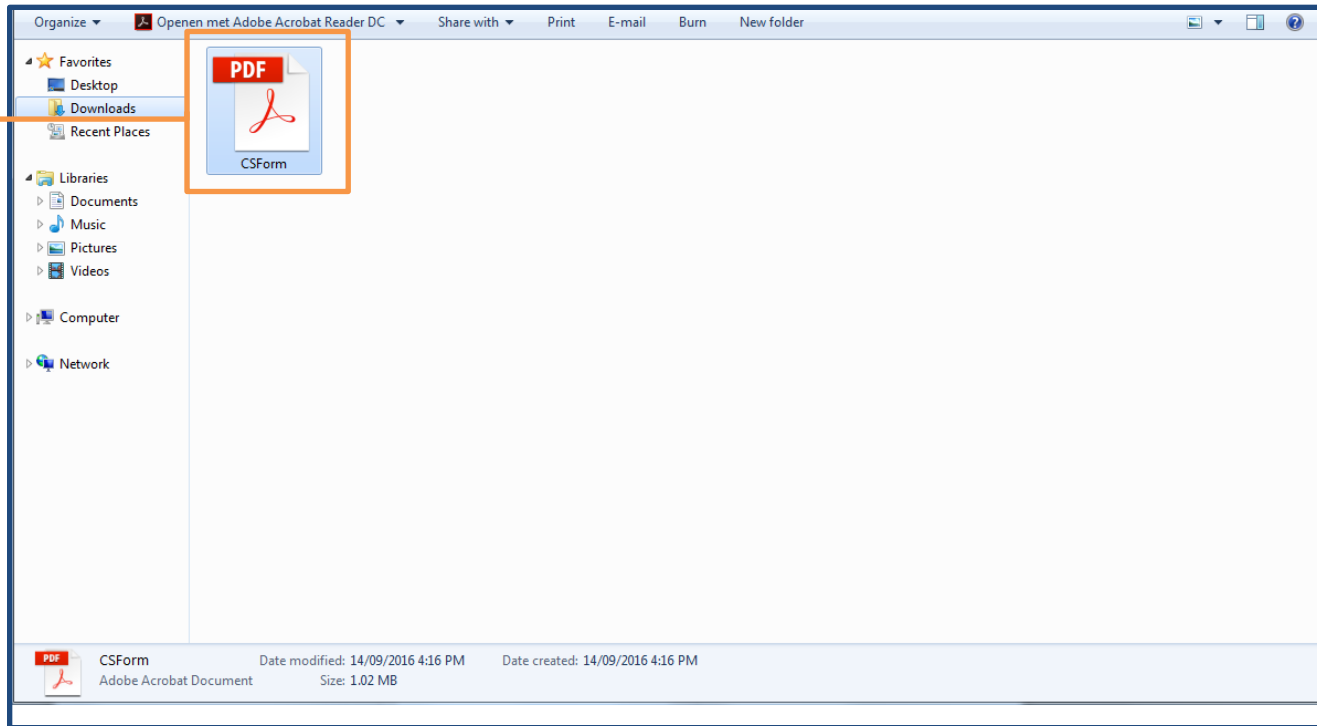 Organize Openen met Adobe Acrobat Reader DC Share with Print E-mail Burn New folder
Favorites
Desktop
Downloads
Recent Places
Libraries
Documents
Music
Pictures
Videos
Computer
Network
PDF
CSForm
PDF
CSForm Date modified: 14/09/2016 4:16 PM Date created: 14/09/2016 4:16 PM
Adobe Acrobat Document Size: 1.02 MB